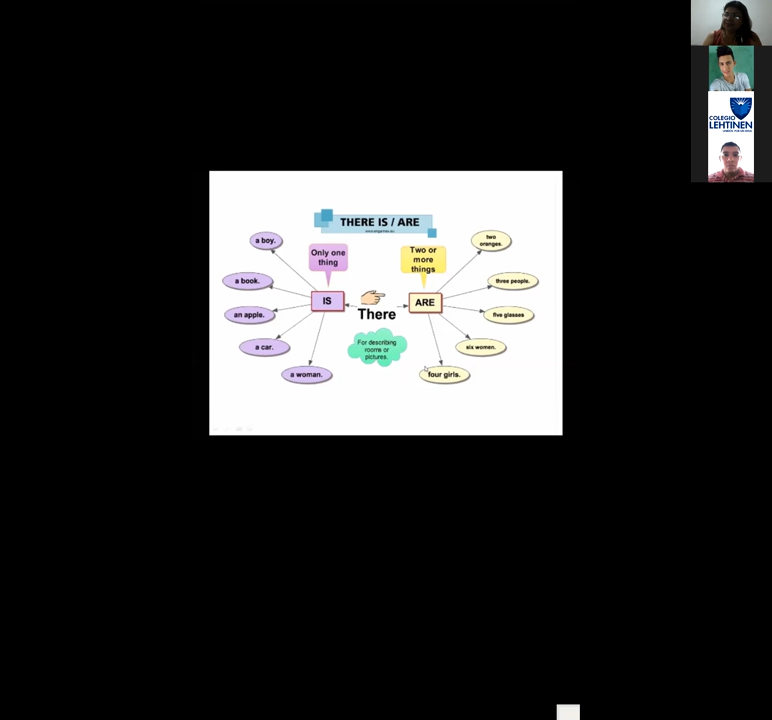 COLEGIO
LEHTINEN
THERE IS / ARE
a boy.
Only one
thing
Two or
more
things
two
oranges.
a book.
three people.
IS
There
ARE
an apple.
five glasses
a car.
For describing
rooms or
pictures.
six women.
a woman.
four girls.